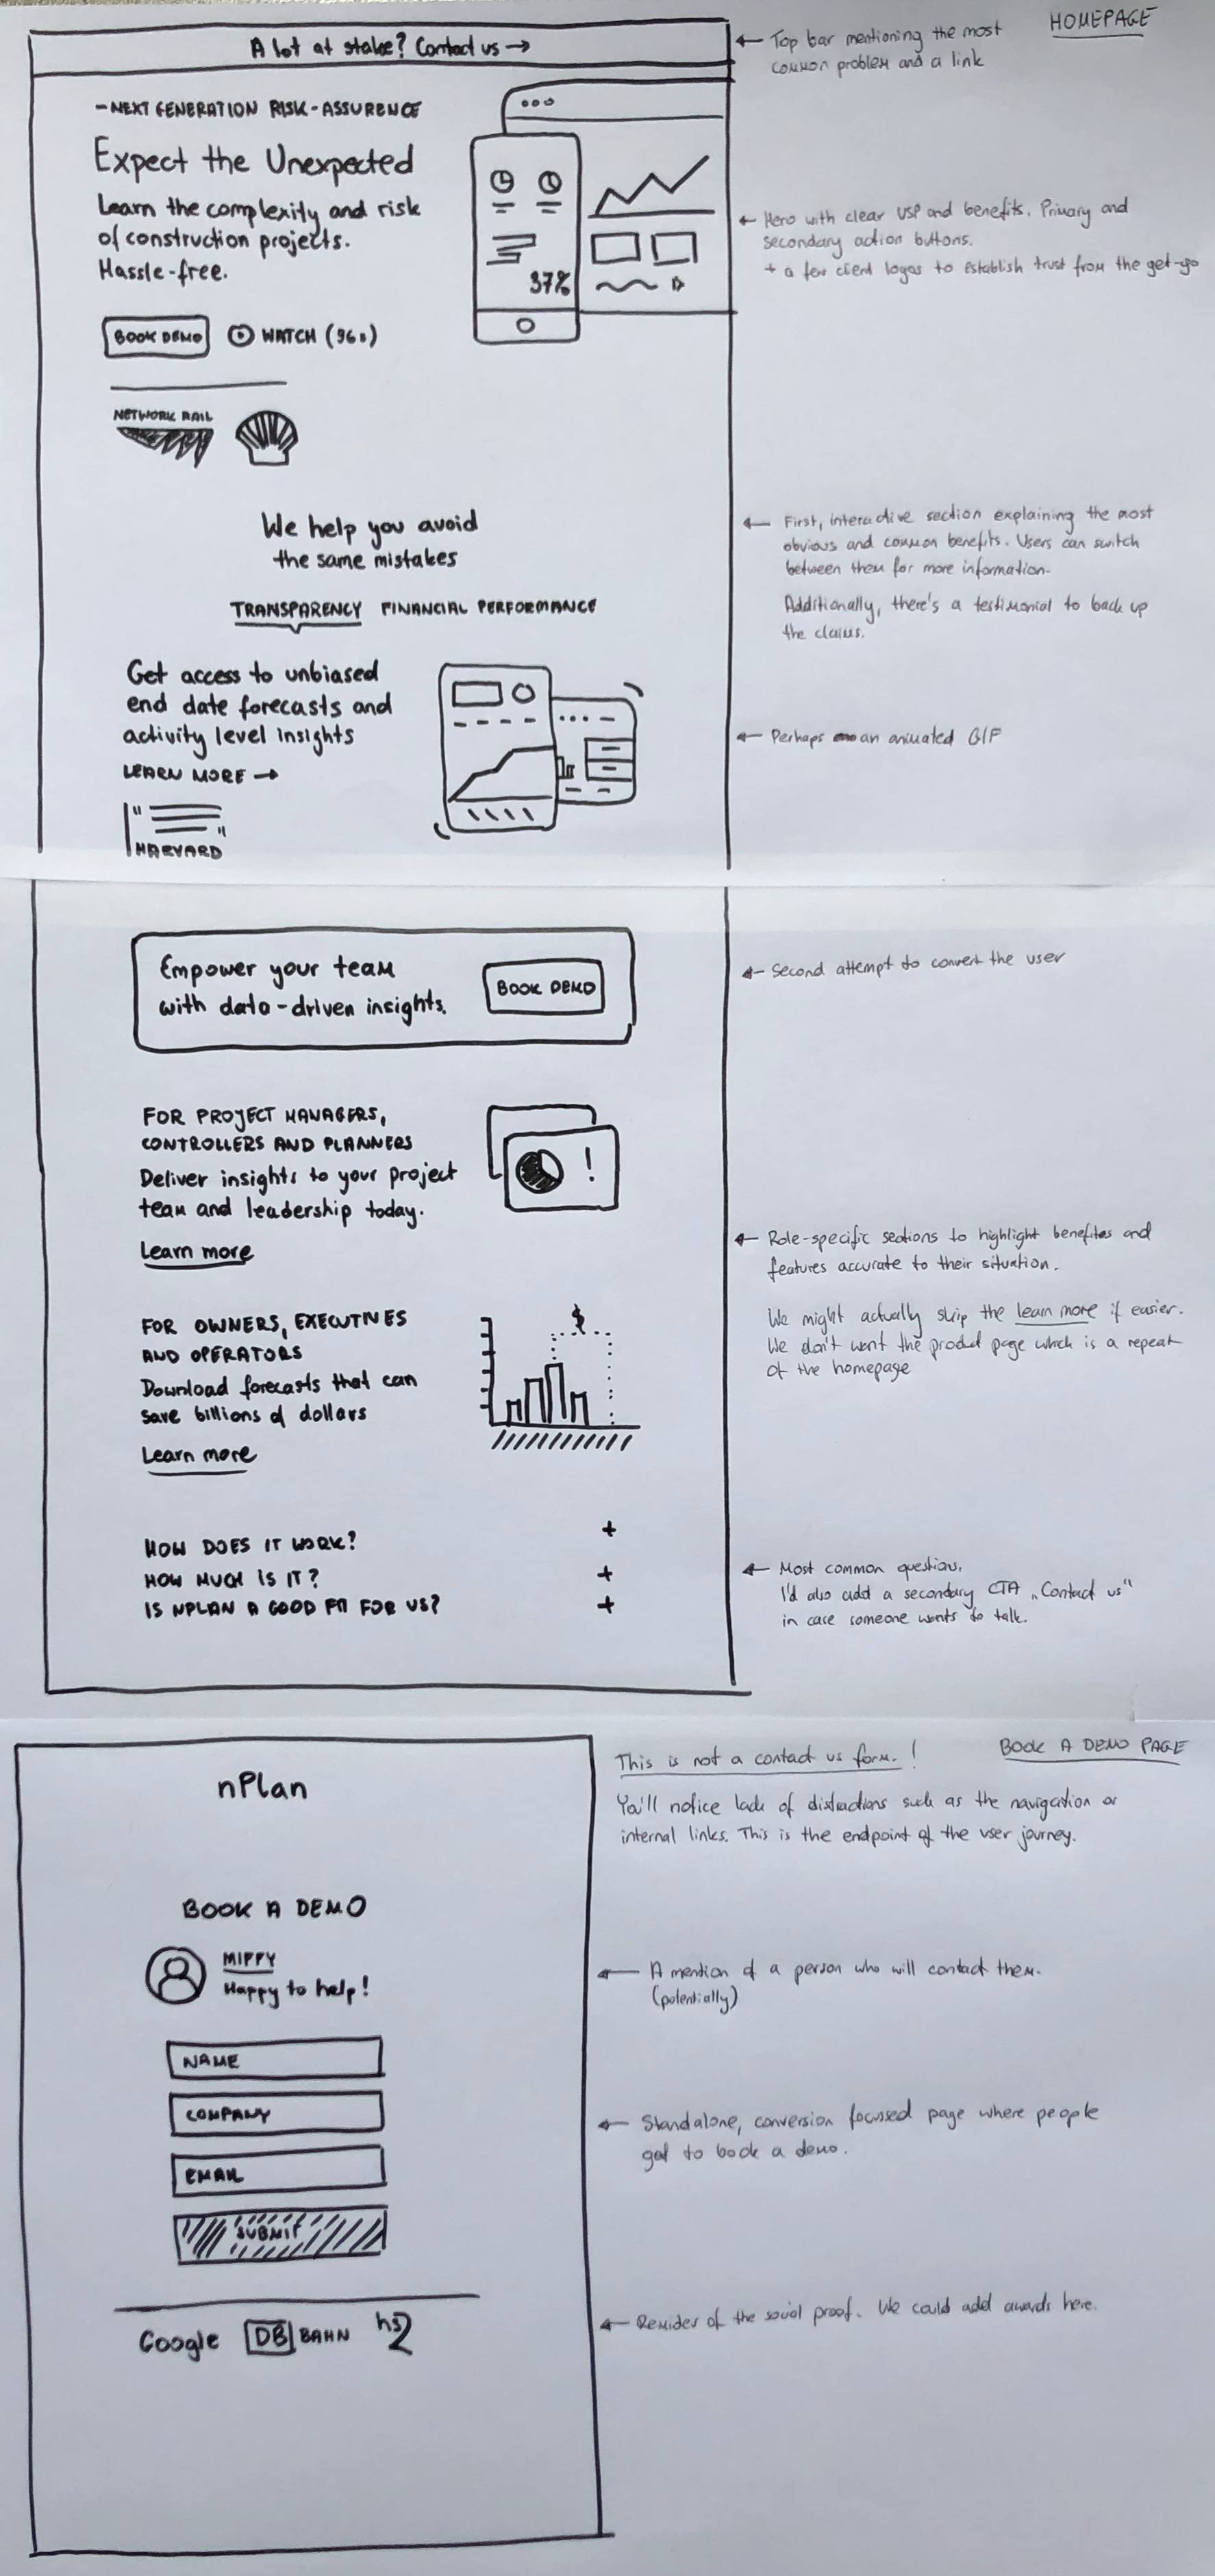 HOMEPAGE
A lot at stake? Contact us →
← Top bar mentioning the most
common problem and a link
- NEXT GENERATION RISK-ASSURENCE
Expect the Unexpected
Learn the complexity and risk
of construction projects.
Hassle-free.
37%
BOOK DEMO WATCH (96s)
NETWORK RAIL
← Hero with clear USP and benefits. Primary and
secondary action buttons.
+ a few client logos to establish trust from the get-go
We help you avoid
the same mistakes
TRANSPARENCY FINANCIAL PERFORMANCE
Get access to unbiased
end date forecasts and
activity level insights
LEARN MORE →
" "
HARVARD
← First, interactive section explaining the most
obvious and common benefits. Users can switch
between them for more information.
Additionally, there's a testimonial to back up
the claims.
← Perhaps an animated GIF
Empower your team
with data-driven insights.
BOOK DEMO
← Second attempt to convert the user
FOR PROJECT MANAGERS,
CONTROLLERS AND PLANNERS
Deliver insights to your project
team and leadership today.
Learn more
!
FOR OWNERS, EXECUTIVES
AND OPERATORS
Download forecasts that can
save billions of dollars
Learn more
$
← Role-specific sections to highlight benefites and
features accurate to their situation.
We might actually skip the learn more if easier.
We don't want the product page which is a repeat
of the homepage
HOW DOES IT WORK? +
HOW MUCH IS IT? +
IS NPLAN A GOOD FIT FOR US? +
← Most common questions.
I'd also add a secondary CTA „Contact us"
in case someone wants to talk.
BOOK A DEMO PAGE
This is not a contact us form. !
You'll notice lack of distractions such as the navigation or
internal links. This is the endpoint of the user journey.
nPlan
BOOK A DEMO
MIFFY
Happy to help!
← A mention of a person who will contact them.
(potentially)
NAME
COMPANY
EMAIL
SUBMIT
← Standalone, conversion focussed page where people
get to book a demo.
Google DB BAHN hs2
← Remider of the social proof. We could add awards here.